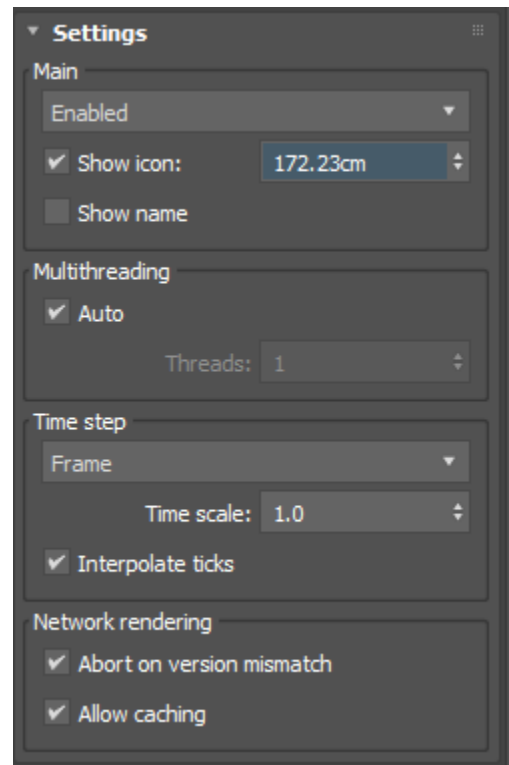 Settings
Main
Enabled
Show icon: 172.23cm
Show name
Multithreading
Auto
Threads: 1
Time step
Frame
Time scale: 1.0
Interpolate ticks
Network rendering
Abort on version mismatch
Allow caching